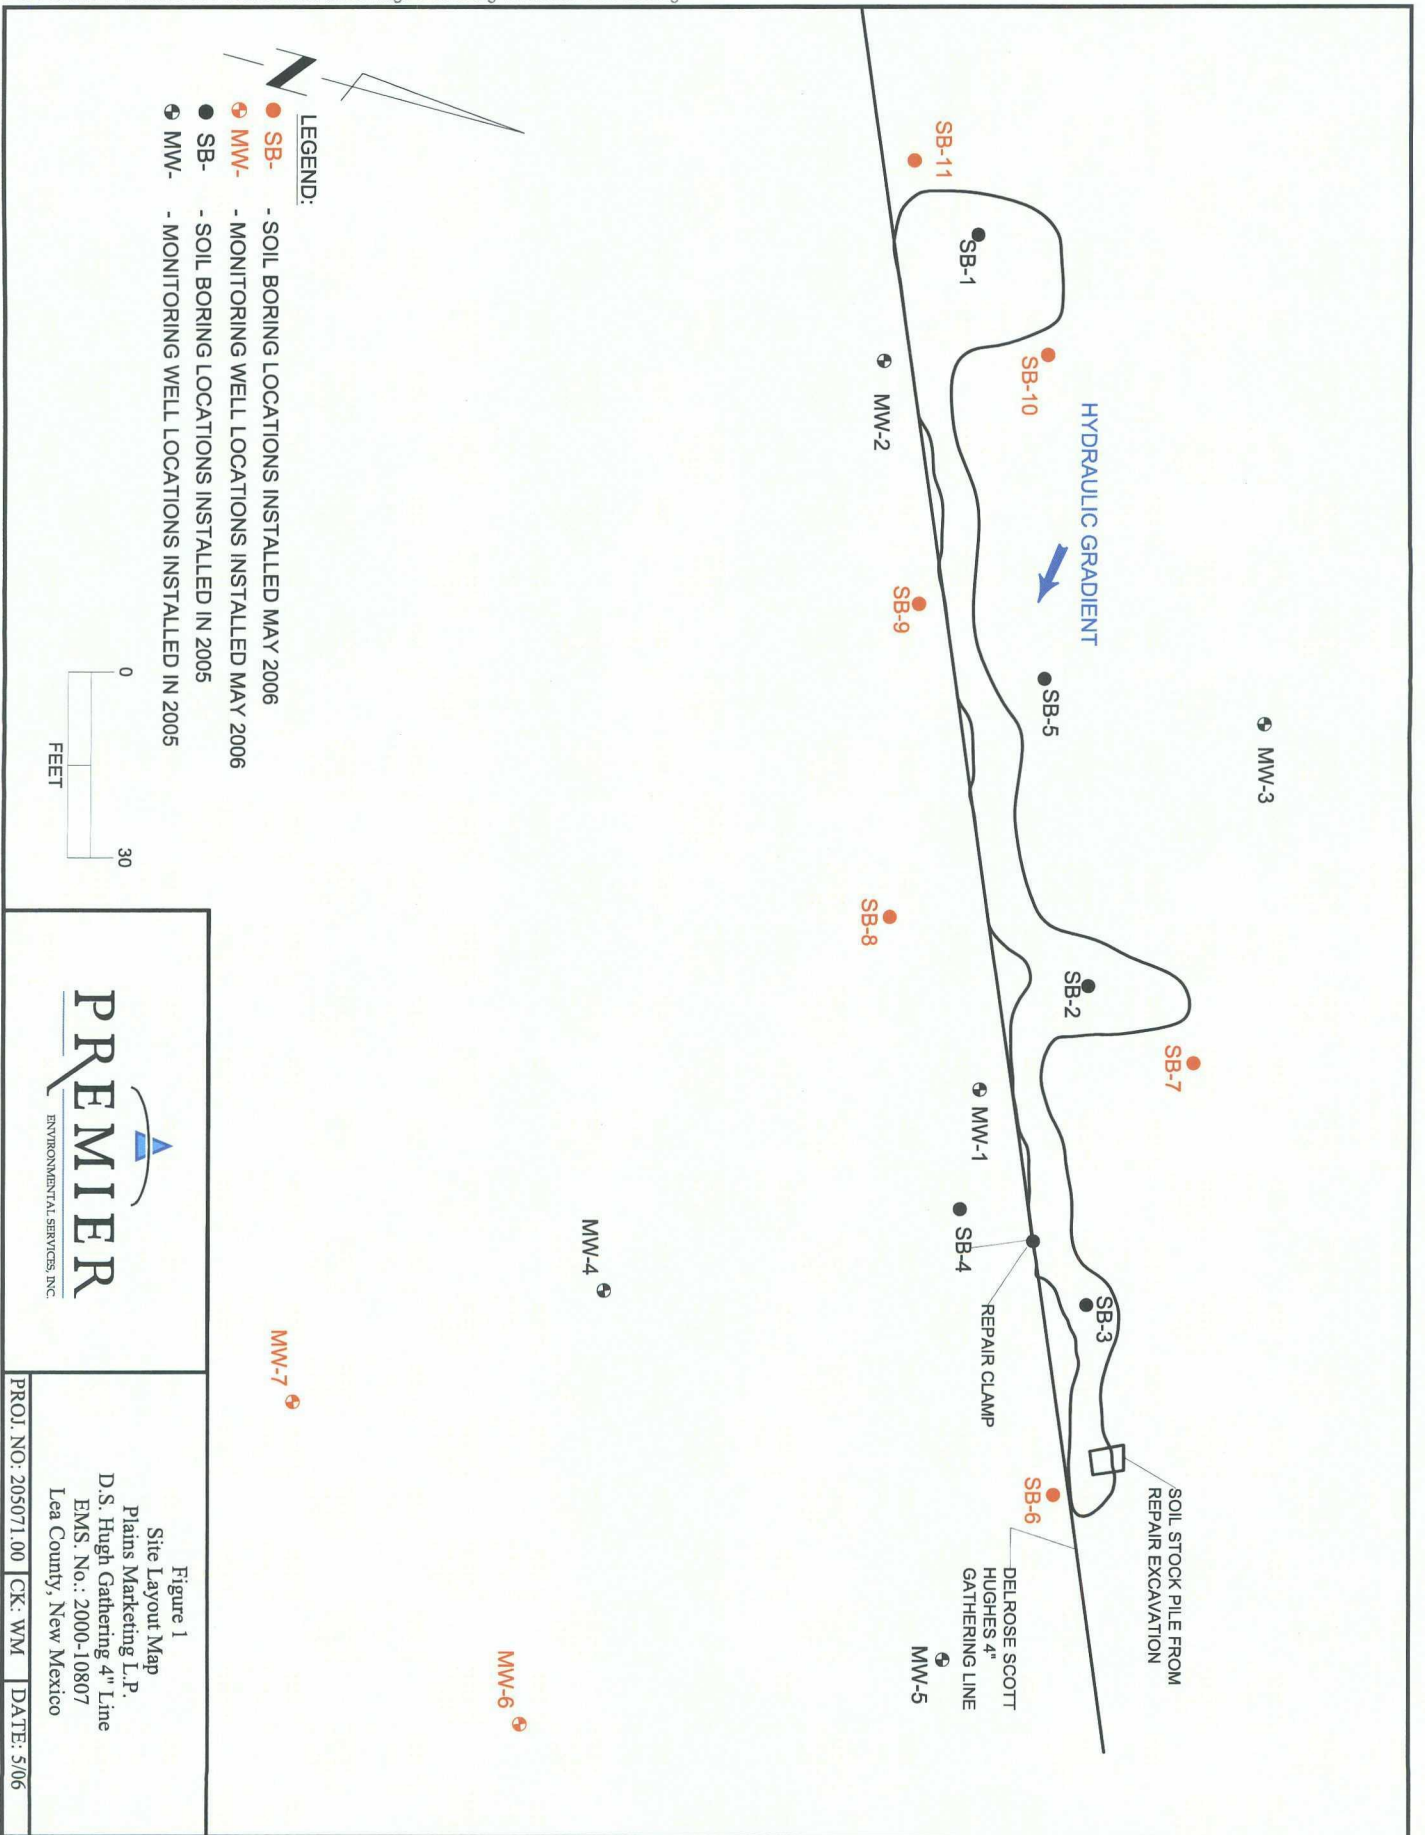 SB-11
SB-1
SB-10
HYDRAULIC GRADIENT
MW-2
SB-9
SB-5
MW-3
SB-8
SB-2
SB-7
MW-1
SB-4
REPAIR CLAMP
SB-3
SOIL STOCK PILE FROM
REPAIR EXCAVATION
SB-6
DELROSE SCOTT
HUGHES 4"
GATHERING LINE
MW-5
MW-4
MW-6
MW-7
N
LEGEND:
SB- - SOIL BORING LOCATIONS INSTALLED MAY 2006
MW- - MONITORING WELL LOCATIONS INSTALLED MAY 2006
SB- - SOIL BORING LOCATIONS INSTALLED IN 2005
MW- - MONITORING WELL LOCATIONS INSTALLED IN 2005
0 30
FEET
PREMIER
ENVIRONMENTAL SERVICES, INC.
Figure 1
Site Layout Map
Plains Marketing L.P.
D.S. Hugh Gathering 4" Line
EMS. No.: 2000-10807
Lea County, New Mexico
PROJ. NO: 205071.00 CK: WM DATE: 5/06